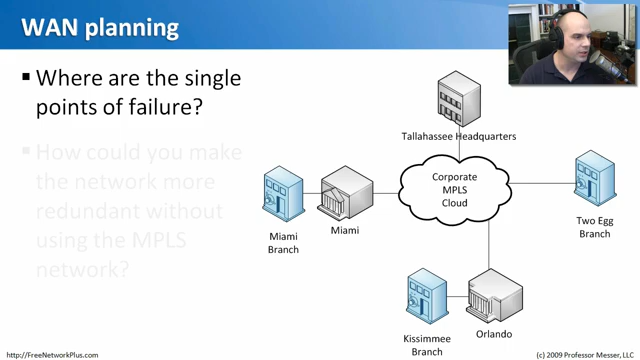 WAN planning
▪ Where are the single
points of failure?
▪ How could you make
the network more
redundant without
using the MPLS
network?
Tallahassee Headquarters
Corporate
MPLS
Cloud
Miami
Branch
Miami
Two Egg
Branch
Kissimmee
Branch
Orlando
http://FreeNetworkPlus.com
(c) 2009 Professor Messer, LLC